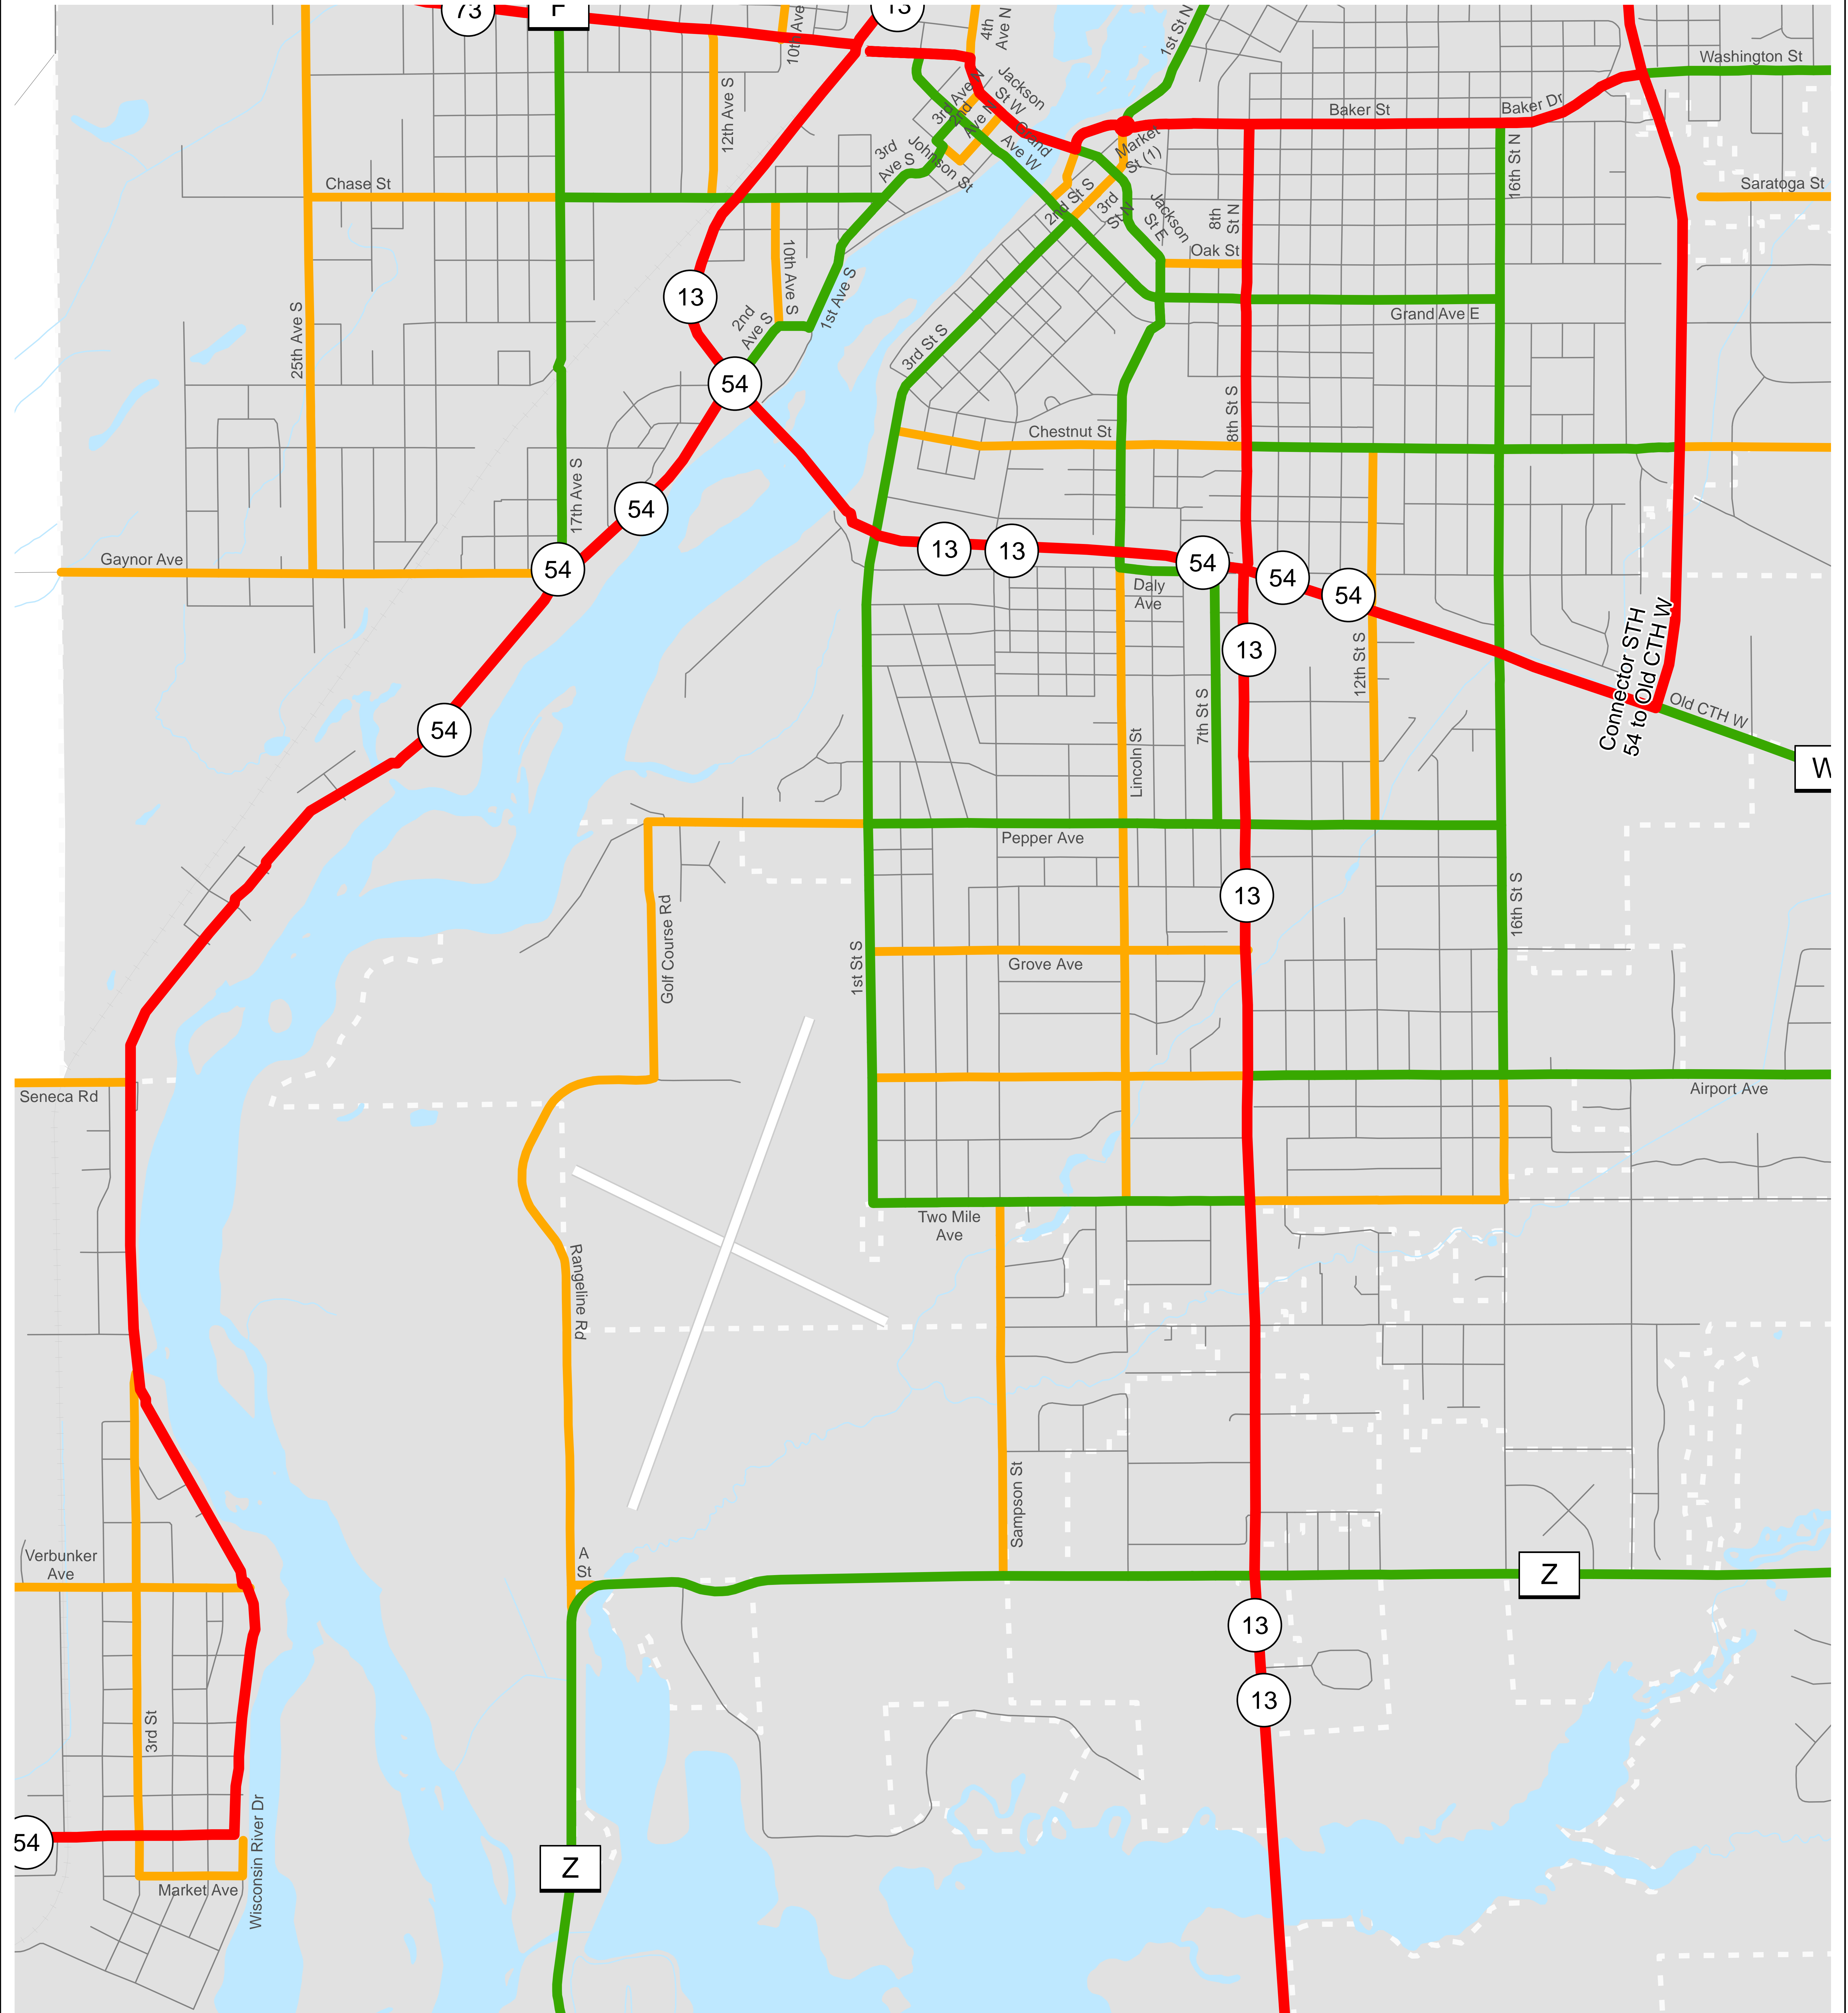 73
F
13
10th Ave
4th
Ave N
1st St N
Washington St
12th Ave S
3rd Ave N
2nd
Ave N
Jackson
St W
Grand
Ave W
Baker St
Baker Dr
Market
St (1)
16th St N
Chase St
3rd
Ave S
Johnson St
2nd St S
3rd
St N
Jackson
St E
8th
St N
Saratoga St
Oak St
13
10th Ave S
1st Ave S
2nd
Ave S
25th Ave S
Grand Ave E
3rd St S
54
8th St S
Chestnut St
17th Ave S
54
Gaynor Ave
54
13
13
54
54
54
Daly
Ave
13
12th St S
7th St S
Lincoln St
Connector STH
54 to Old CTH W
Old CTH W
W
54
Pepper Ave
13
16th St S
Golf Course Rd
1st St S
Grove Ave
Seneca Rd
Airport Ave
Two Mile
Ave
Rangeline Rd
Sampson St
Verbunker
Ave
A
St
Z
13
13
3rd St
54
Wisconsin River Dr
Z
Market Ave